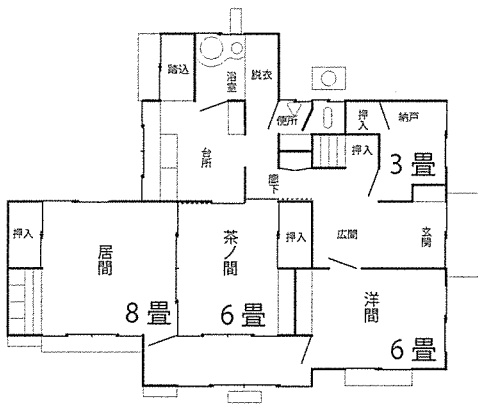 踏込
浴室
脱衣
便所
押入
納戸
台所
押入
3畳
廊下
押入
居間
茶ノ間
押入
広間
玄関
8畳
6畳
洋間
6畳